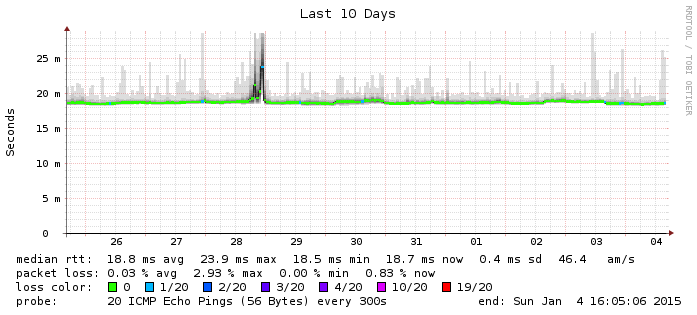 Last 10 Days
RRDTOOL / TOBI OETIKER
Seconds
25 m
20 m
15 m
10 m
5 m
0
26 27 28 29 30 31 01 02 03 04
median rtt: 18.8 ms avg 23.9 ms max 18.5 ms min 18.7 ms now 0.4 ms sd 46.4 am/s
packet loss: 0.03 % avg 2.93 % max 0.00 % min 0.83 % now
loss color: 0 1/20 2/20 3/20 4/20 10/20 19/20
probe: 20 ICMP Echo Pings (56 Bytes) every 300s end: Sun Jan 4 16:05:06 2015